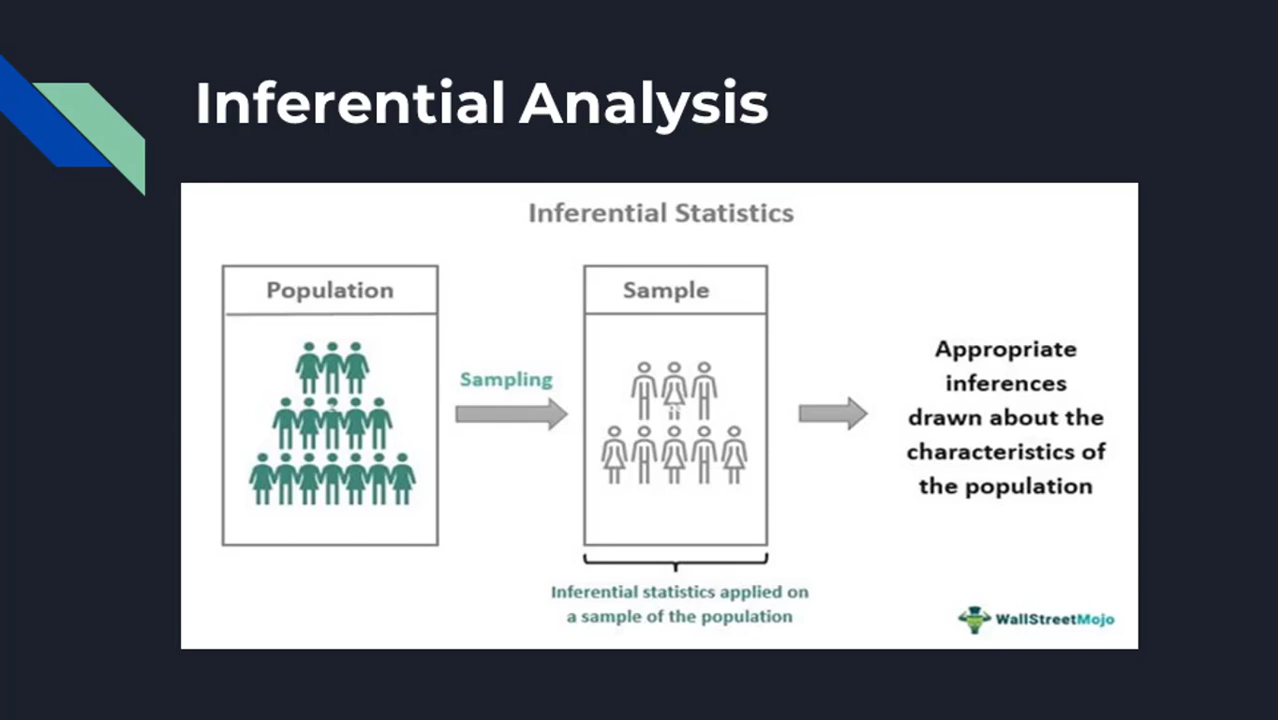 Inferential Analysis
Inferential Statistics
Population
Sampling
Sample
Appropriate
inferences
drawn about the
characteristics of
the population
Inferential statistics applied on
a sample of the population
WallStreetMojo